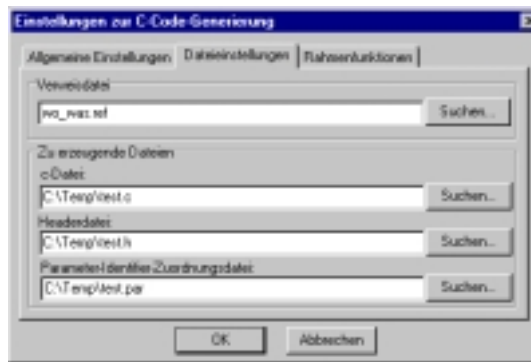 Einstellungen zur C-Code-Generierung
Allgemeine Einstellungen Dateieinstellungen Rahmenfunktionen
Verweisdatei
wo_was.ref Suchen...
Zu erzeugende Dateien
c-Datei:
C:\Temp\test.c Suchen...
Headerdatei:
C:\Temp\test.h Suchen...
Parameter-Identifier-Zuordnungsdatei:
C:\Temp\test.par Suchen...
OK Abbrechen